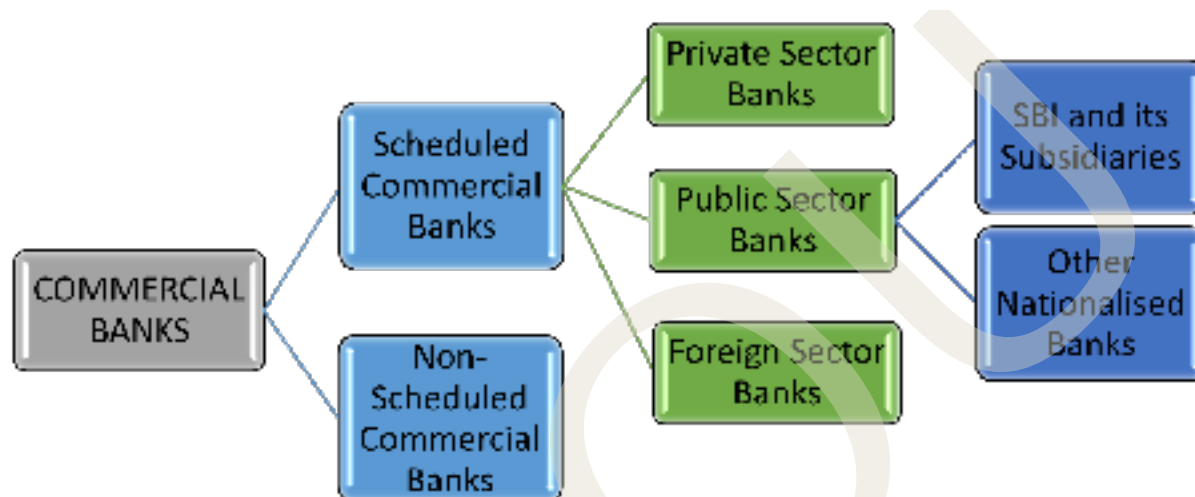 COMMERCIAL
BANKS
Scheduled
Commercial
Banks
Non-
Scheduled
Commercial
Banks
Private Sector
Banks
Public Sector
Banks
Foreign Sector
Banks
SBI and its
Subsidiaries
Other
Nationalised
Banks